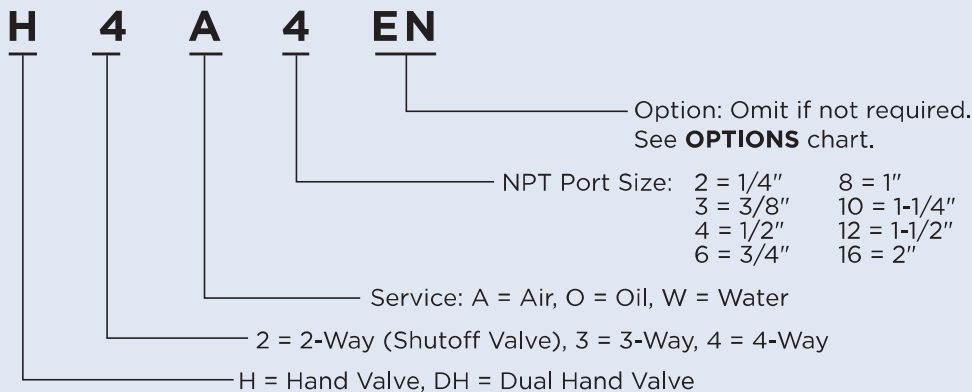 H 4 A 4 EN
Option: Omit if not required.
See OPTIONS chart.
NPT Port Size: 2 = 1/4" 8 = 1"
3 = 3/8" 10 = 1-1/4"
4 = 1/2" 12 = 1-1/2"
6 = 3/4" 16 = 2"
Service: A = Air, O = Oil, W = Water
2 = 2-Way (Shutoff Valve), 3 = 3-Way, 4 = 4-Way
H = Hand Valve, DH = Dual Hand Valve